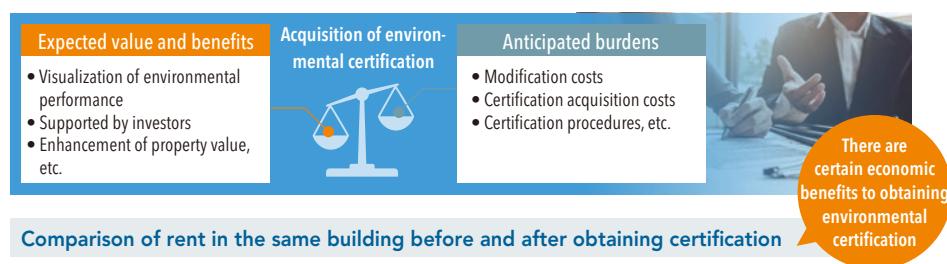 Expected value and benefits
• Visualization of environmental
performance
• Supported by investors
• Enhancement of property value,
etc.
Acquisition of environ-
mental certification
Anticipated burdens
• Modification costs
• Certification acquisition costs
• Certification procedures, etc.
There are
certain economic
benefits to obtaining
environmental
certification
Comparison of rent in the same building before and after obtaining certification